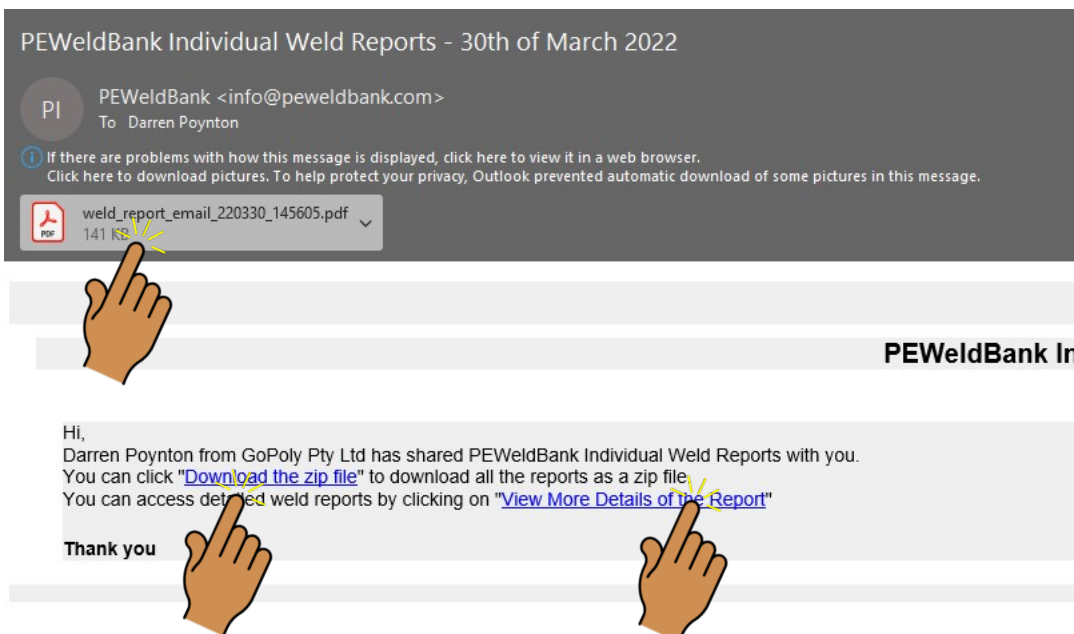 PEWeldBank Individual Weld Reports - 30th of March 2022
PI
PEWeldBank <info@peweldbank.com>
To Darren Poynton
If there are problems with how this message is displayed, click here to view it in a web browser.
Click here to download pictures. To help protect your privacy, Outlook prevented automatic download of some pictures in this message.
weld_report_email_220330_145605.pdf
PDF
141 KB
PEWeldBank In
Hi,
Darren Poynton from GoPoly Pty Ltd has shared PEWeldBank Individual Weld Reports with you.
You can click "Download the zip file" to download all the reports as a zip file
You can access detailed weld reports by clicking on "View More Details of the Report"
Thank you